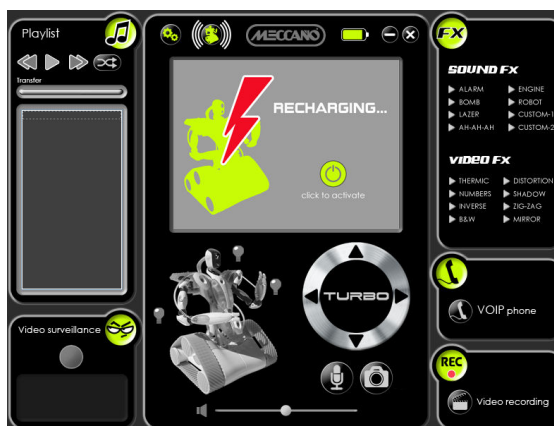 Playlist
Transfer
Video surveillance
MECCANO
RECHARGING...
click to activate
TURBO
FX
SOUND FX
ALARM
BOMB
LAZER
AH-AH-AH
ENGINE
ROBOT
CUSTOM-1
CUSTOM-2
VIDEO FX
THERMIC
NUMBERS
INVERSE
B&W
DISTORTION
SHADOW
ZIG-ZAG
MIRROR
VOIP phone
REC
Video recording